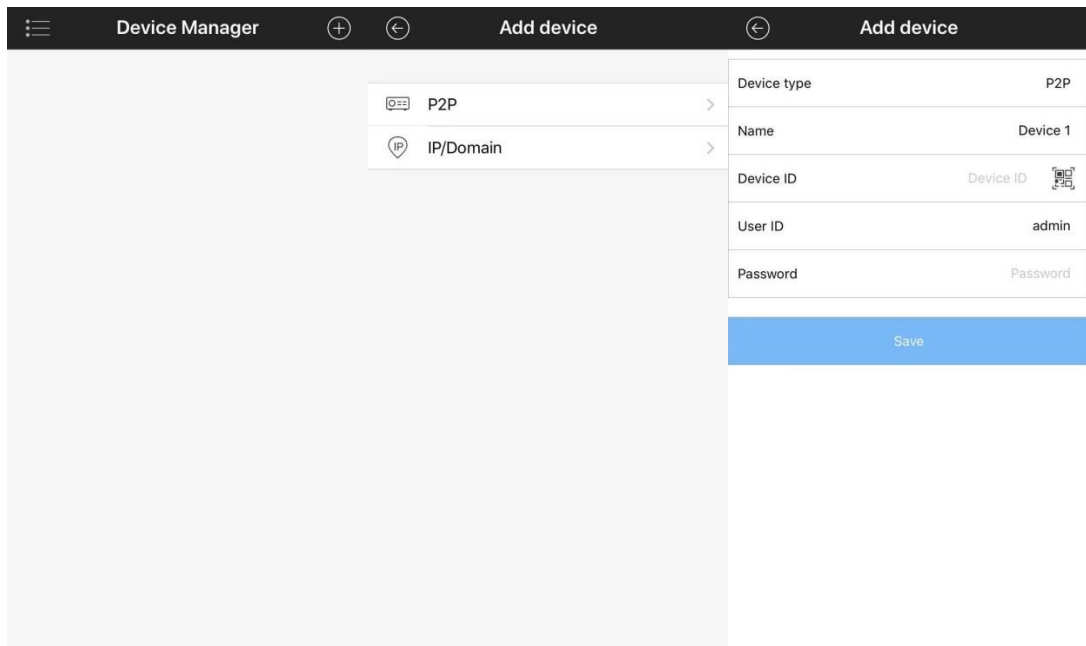 Device Manager
Add device
P2P
IP/Domain
IP
Add device
Device type P2P
Name Device 1
Device ID Device ID
User ID admin
Password Password
Save